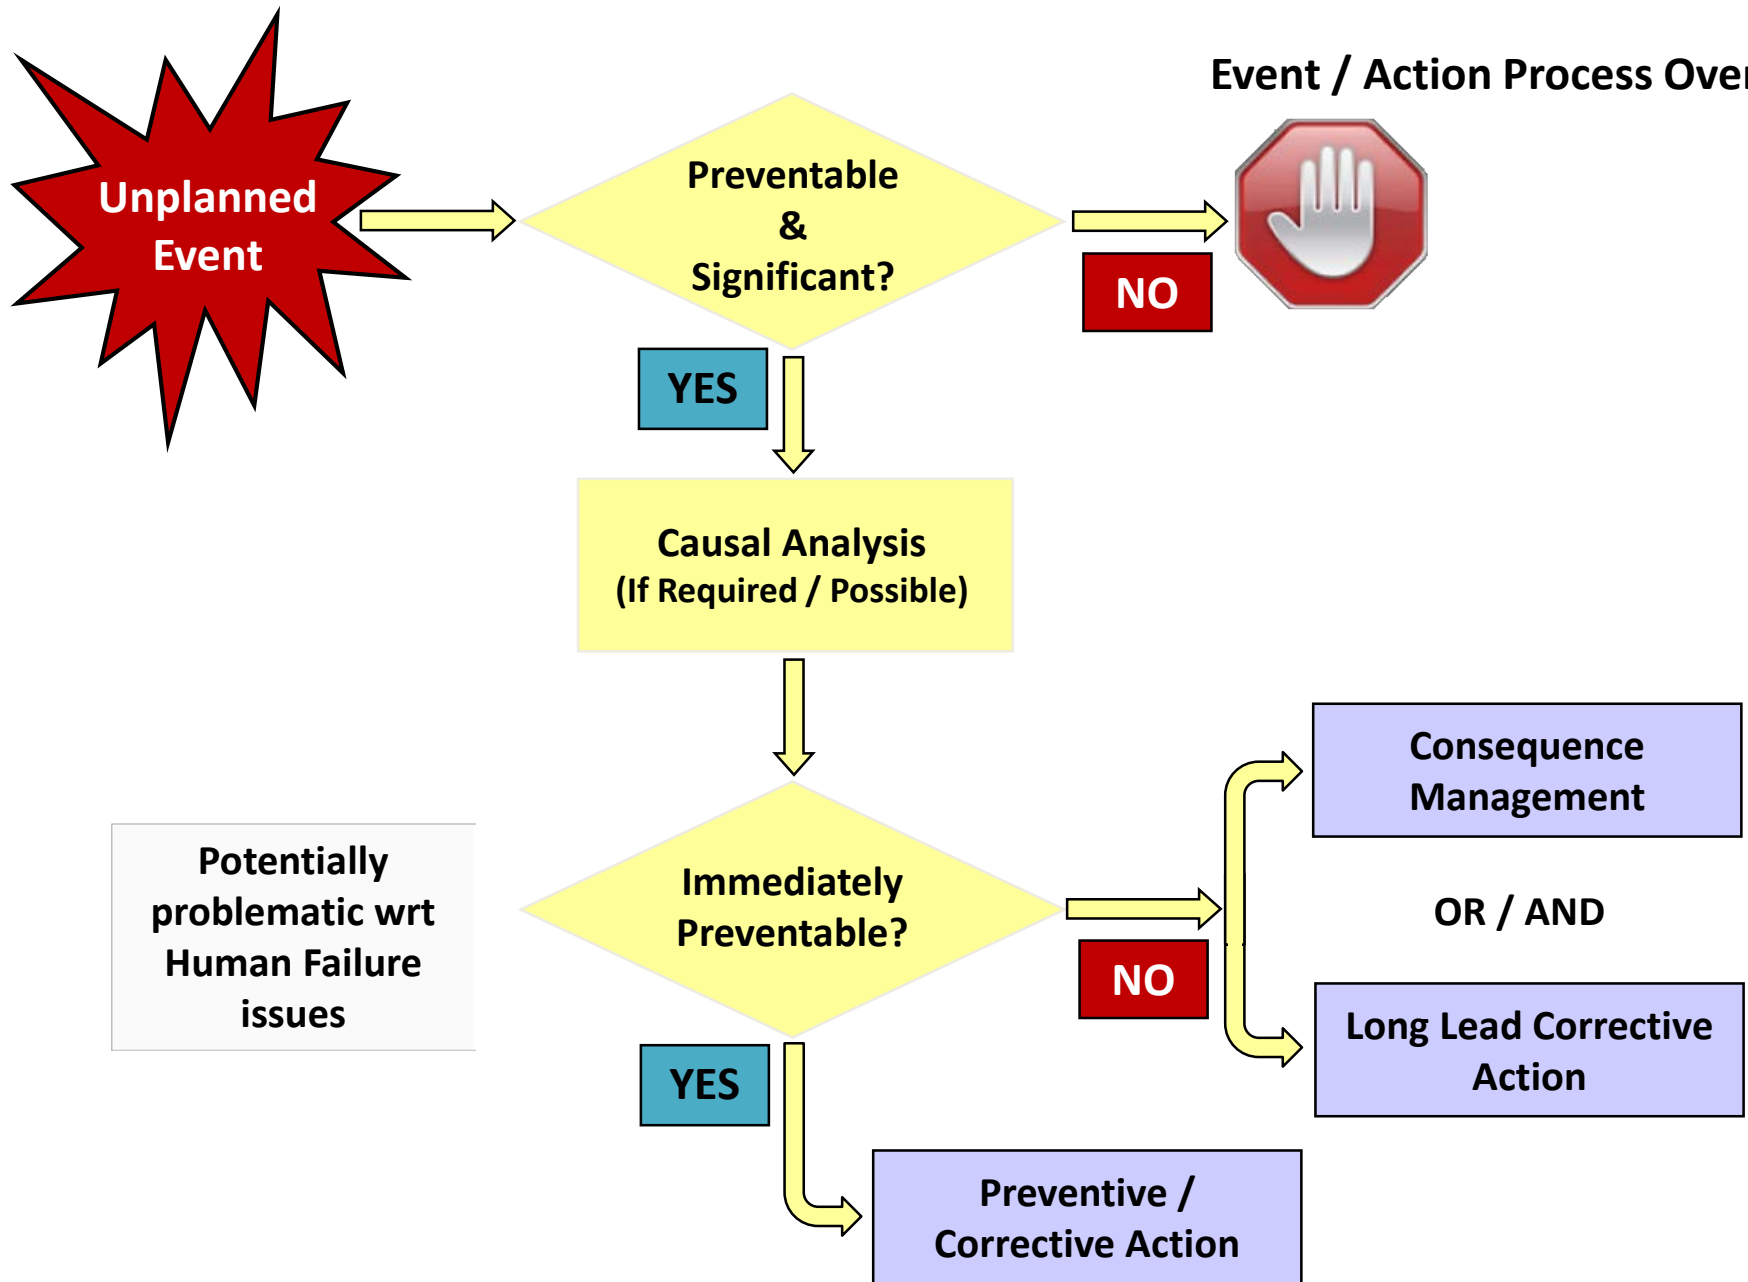 Event / Action Process Over
Unplanned
Event
Preventable
&
Significant?
NO
YES
Causal Analysis
(If Required / Possible)
Consequence
Management
Potentially
problematic wrt
Human Failure
issues
Immediately
Preventable?
OR / AND
NO
Long Lead Corrective
Action
YES
Preventive /
Corrective Action